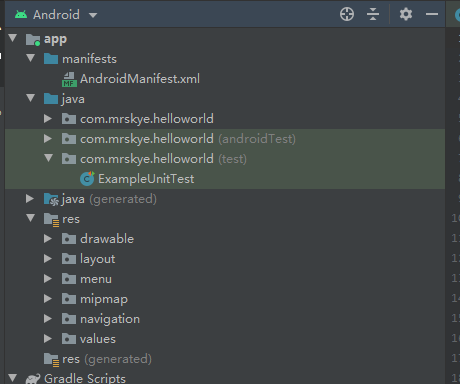 Android
app
manifests
AndroidManifest.xml
java
com.mrskye.helloworld
com.mrskye.helloworld (androidTest)
com.mrskye.helloworld (test)
ExampleUnitTest
java (generated)
res
drawable
layout
menu
mipmap
navigation
values
res (generated)
Gradle Scripts